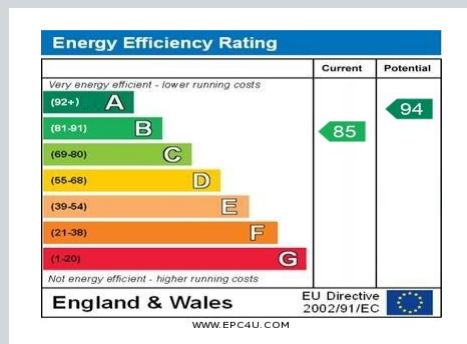 Energy Efficiency Rating
Current Potential
Very energy efficient - lower running costs
(92+) A
94
(81-91) B
85
(69-80) C
(55-68) D
(39-54) E
(21-38) F
(1-20) G
Not energy efficient - higher running costs
England & Wales
EU Directive
2002/91/EC
WWW.EPC4U.COM